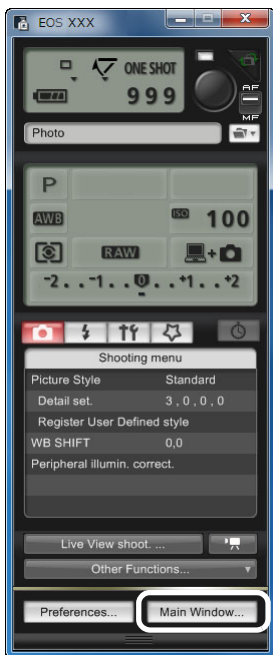 EOS XXX
ONE SHOT
999
AF
MF
Photo
P
AWB
ISO 100
RAW
-2..-1..0..+1..+2
Shooting menu
Picture Style Standard
Detail set. 3 , 0 , 0 , 0
Register User Defined style
WB SHIFT 0,0
Peripheral illumin. correct.
Live View shoot. ...
Other Functions...
Preferences... Main Window...